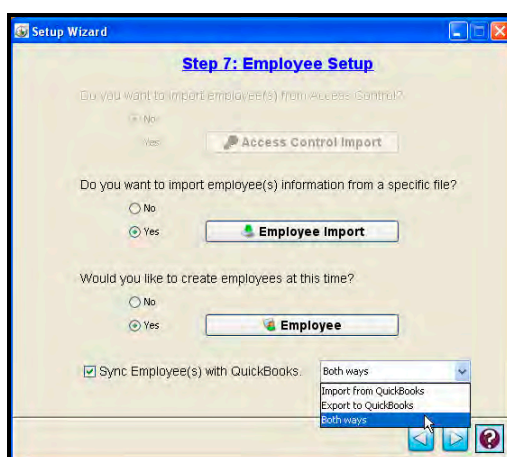 Setup Wizard
Step 7: Employee Setup
Do you want to import employee(s) from Access Control?
No
Yes
Access Control Import
Do you want to import employee(s) information from a specific file?
No
Yes
Employee Import
Would you like to create employees at this time?
No
Yes
Employee
Sync Employee(s) with QuickBooks.
Both ways
Import from QuickBooks
Export to QuickBooks
Both ways